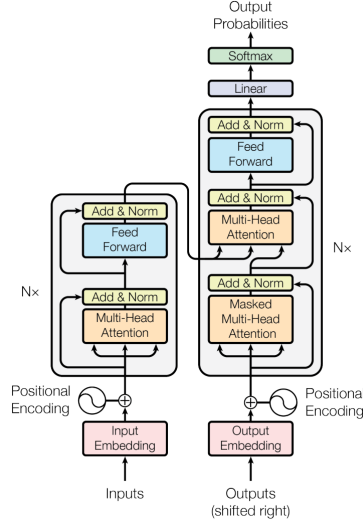 Output
Probabilities
Softmax
Linear
Add & Norm
Feed
Forward
Add & Norm
Multi-Head
Attention
N×
Add & Norm
Masked
Multi-Head
Attention
Positional
Encoding
Output
Embedding
Outputs
(shifted right)
Add & Norm
Feed
Forward
N×
Add & Norm
Multi-Head
Attention
Positional
Encoding
Input
Embedding
Inputs